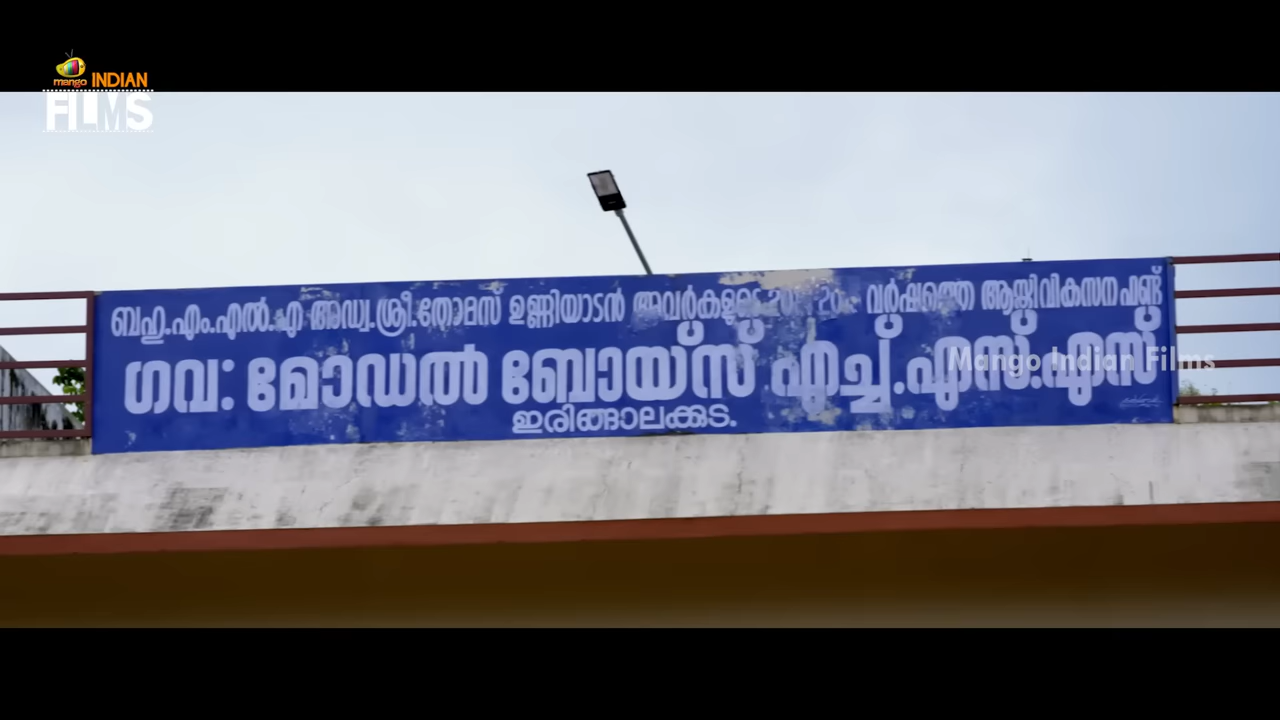 mango INDIAN
FILMS
ബഹു.എം.എൽ.എ അഡ്വ.ശ്രീ.തോമസ് ഉണ്ണിയാടൻ അവർകളുടെ വർഷത്തെ ആസ്തിവികസന ഫണ്ട്
ഗവ: മോഡൽ ബോയ്സ് എച്ച്.എസ്.എസ്
ഇരിങ്ങാലക്കുട.
Mango Indian Films